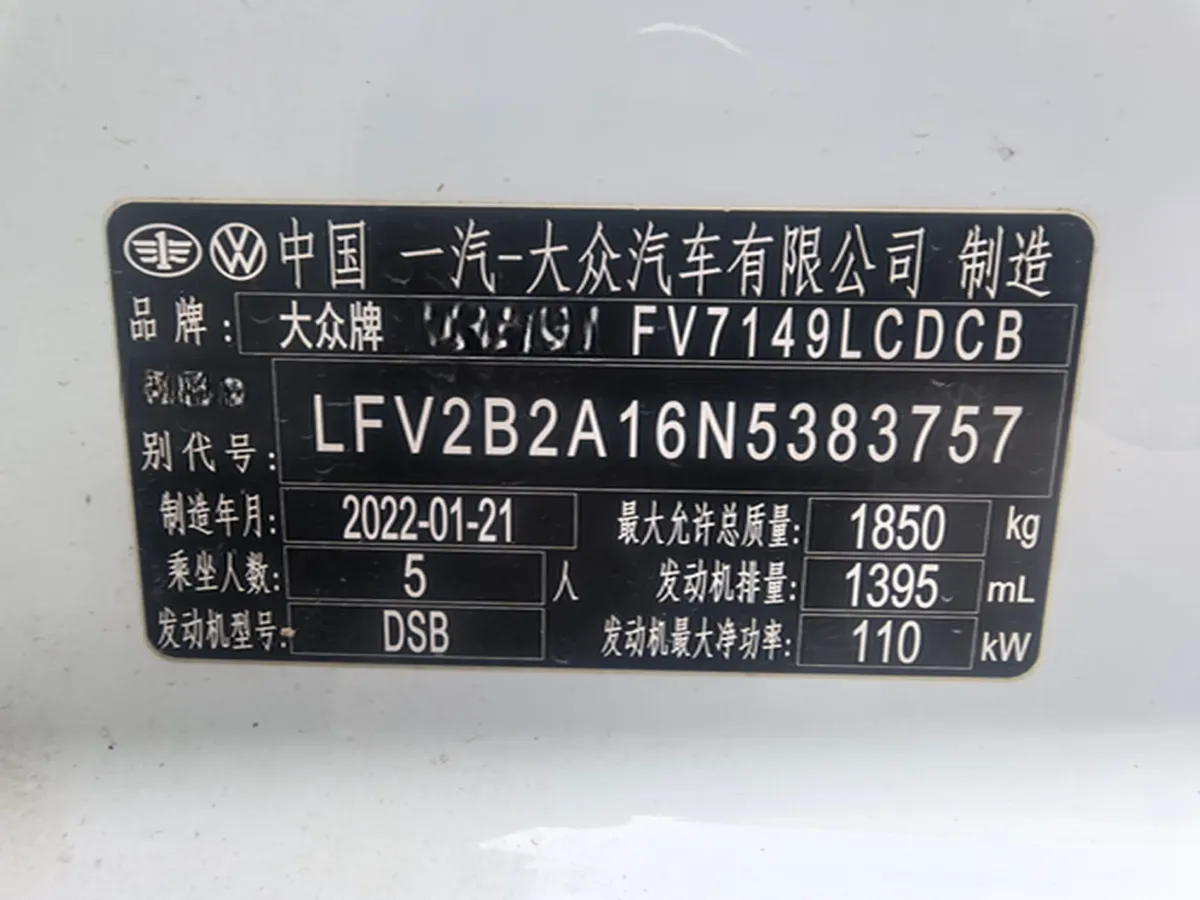 中国 一汽-大众汽车有限公司 制造
品牌: 大众牌 FV7149LCDCB
别代号: LFV2B2A16N5383757
制造年月: 2022-01-21 最大允许总质量: 1850 kg
乘坐人数: 5 人 发动机排量: 1395 mL
发动机型号: DSB 发动机最大净功率: 110 kW